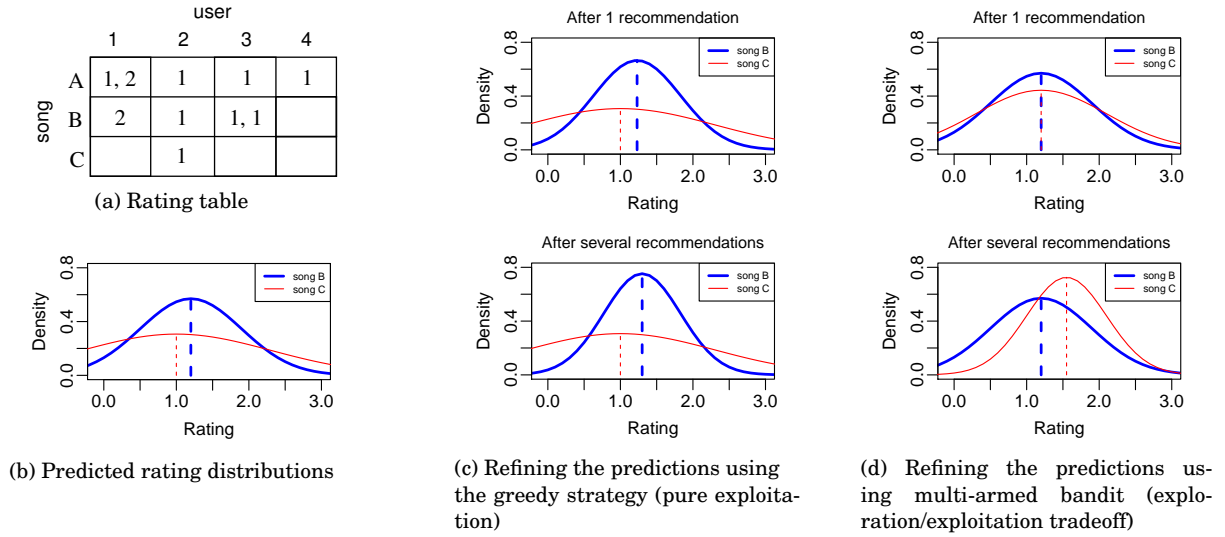 user
1 2 3 4
song
A 1, 2 1 1 1
B 2 1 1, 1
C 1
(a) Rating table
Density
0.0 0.4 0.8
song B
song C
0.0 1.0 2.0 3.0
Rating
(b) Predicted rating distributions
After 1 recommendation
Density
0.0 0.4 0.8
song B
song C
0.0 1.0 2.0 3.0
Rating
After several recommendations
Density
0.0 0.4 0.8
song B
song C
0.0 1.0 2.0 3.0
Rating
(c) Refining the predictions using
the greedy strategy (pure exploita-
tion)
After 1 recommendation
Density
0.0 0.4 0.8
song B
song C
0.0 1.0 2.0 3.0
Rating
After several recommendations
Density
0.0 0.4 0.8
song B
song C
0.0 1.0 2.0 3.0
Rating
(d) Refining the predictions us-
ing multi-armed bandit (explo-
ration/exploitation tradeoff)